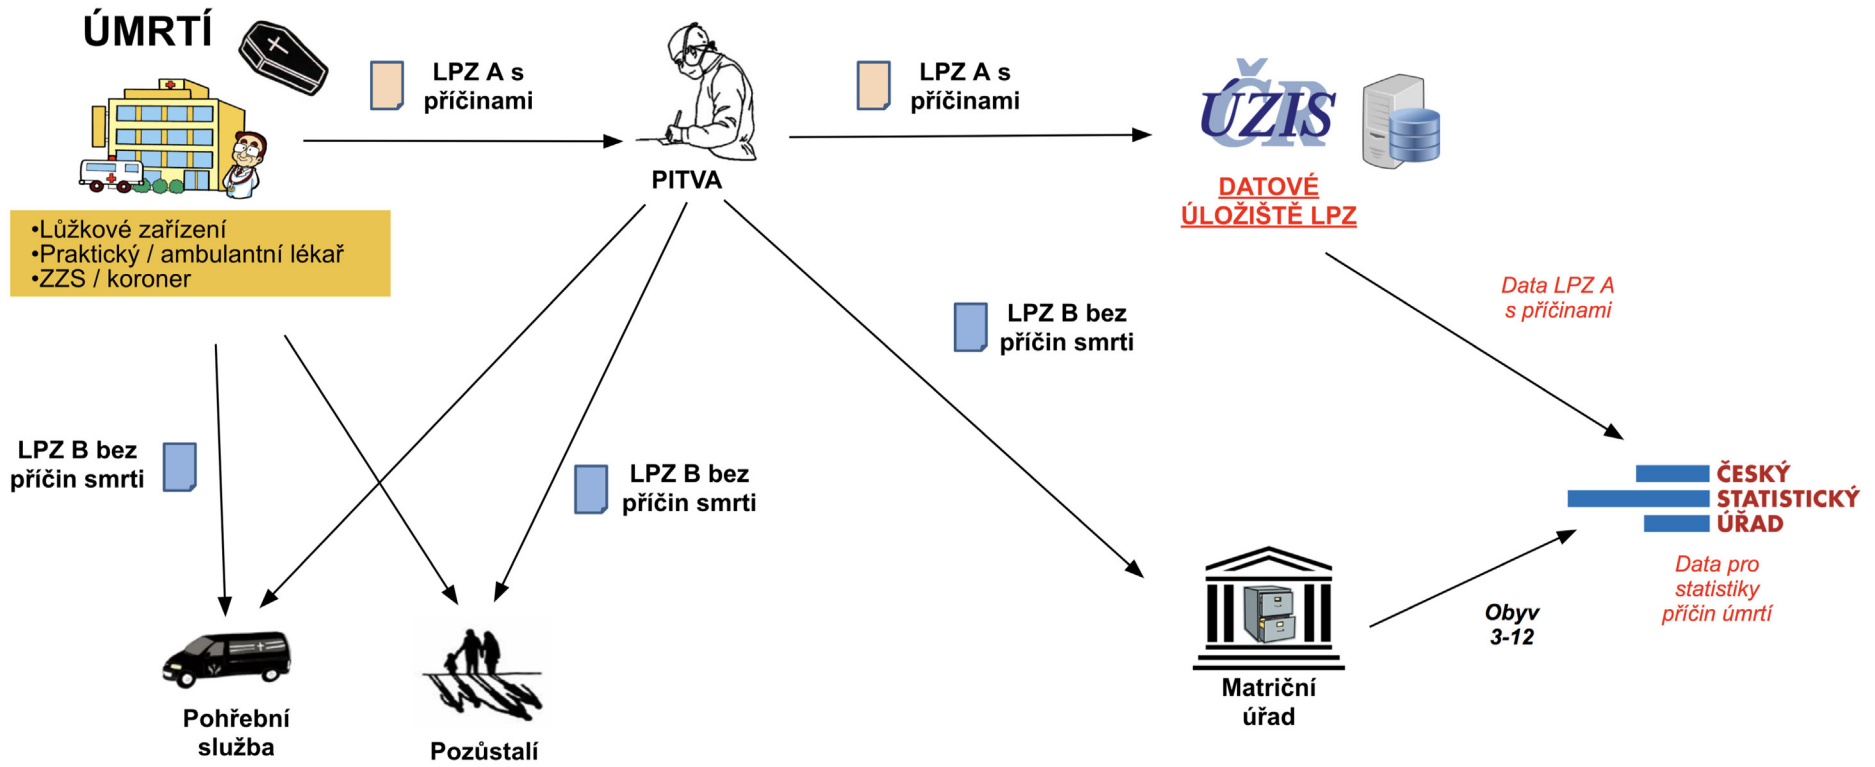 ÚMRTÍ
LPZ A s
příčinami
LPZ A s
příčinami
ČR
ÚZIS
PITVA
DATOVÉ
ÚLOŽIŠTĚ LPZ
•Lůžkové zařízení
•Praktický / ambulantní lékař
•ZZS / koroner
Data LPZ A
s příčinami
LPZ B bez
příčin smrti
LPZ B bez
příčin smrti
LPZ B bez
příčin smrti
ČESKÝ
STATISTICKÝ
ÚŘAD
Data pro
statistiky
příčin úmrtí
Obyv
3-12
Matriční
úřad
Pohřební
služba
Pozůstalí